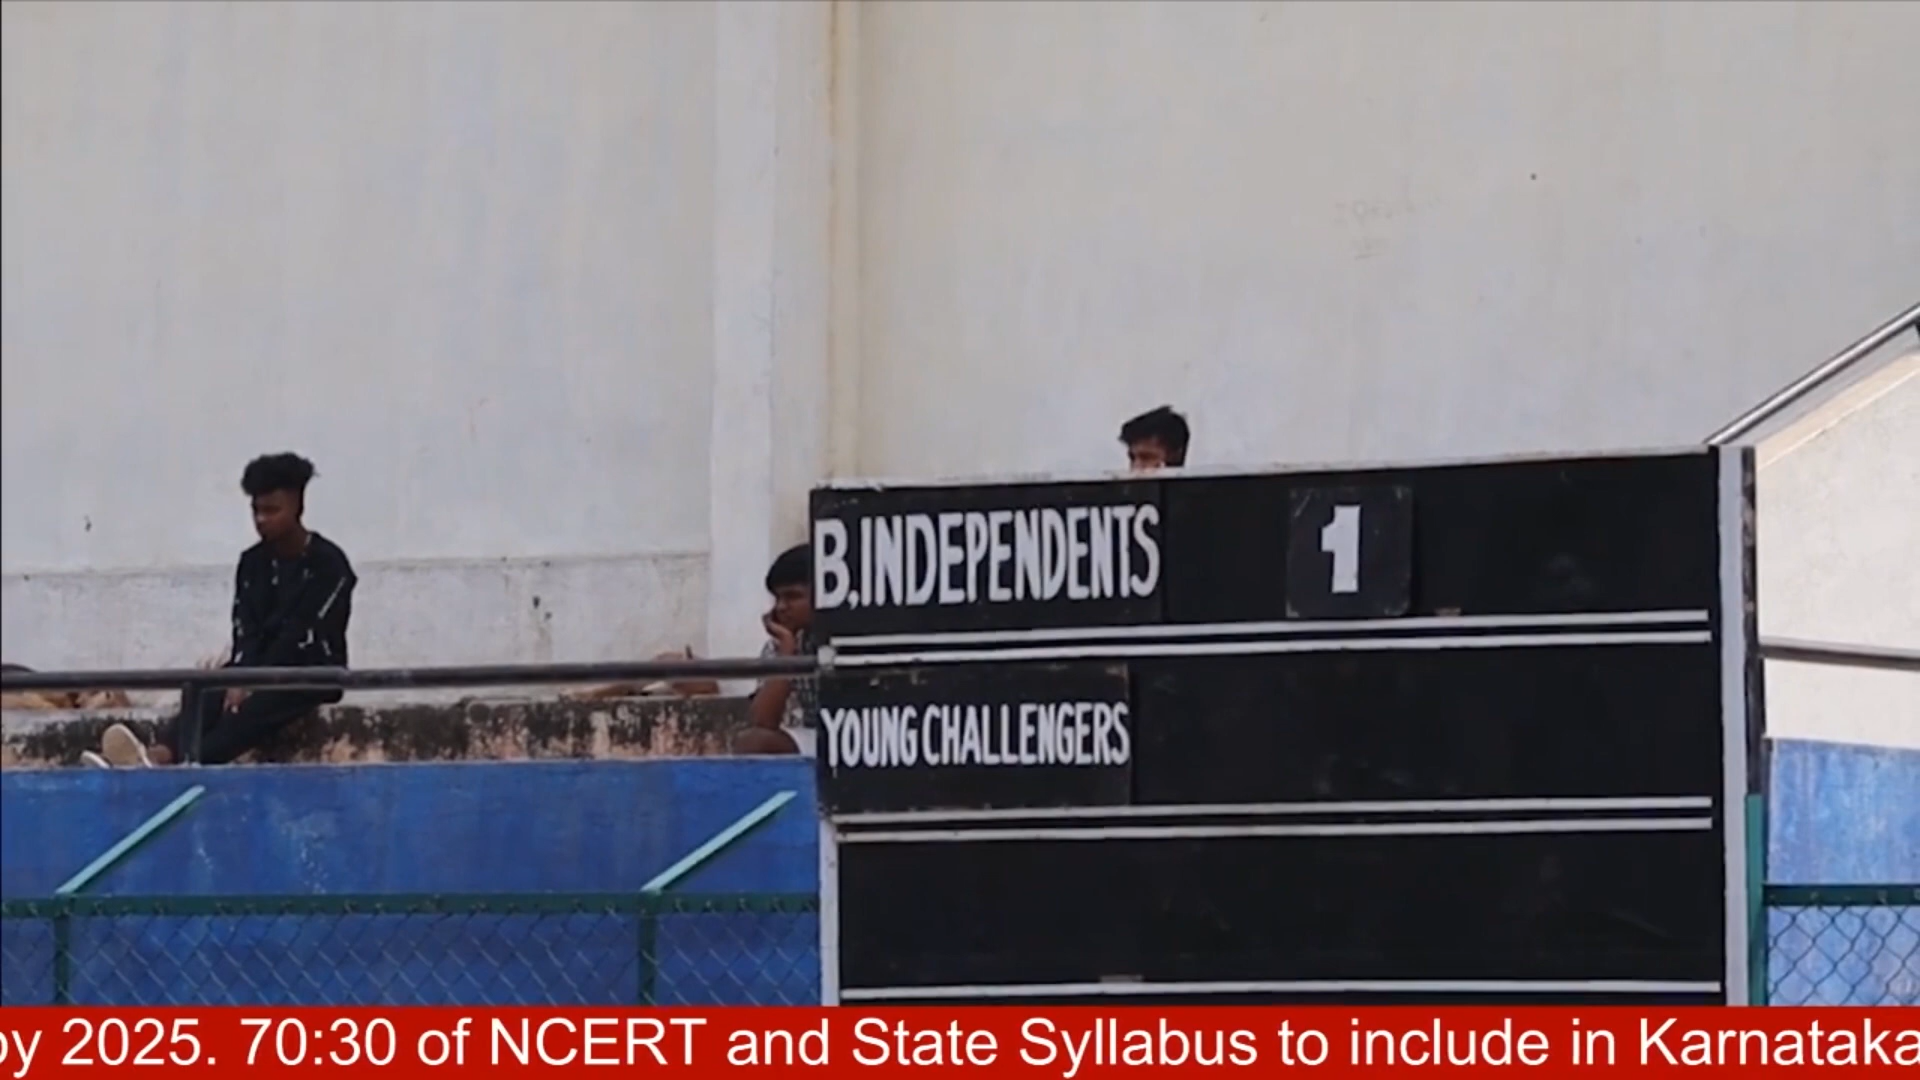 B.INDEPENDENTS 1
YOUNG CHALLENGERS
by 2025. 70:30 of NCERT and State Syllabus to include in Karnataka